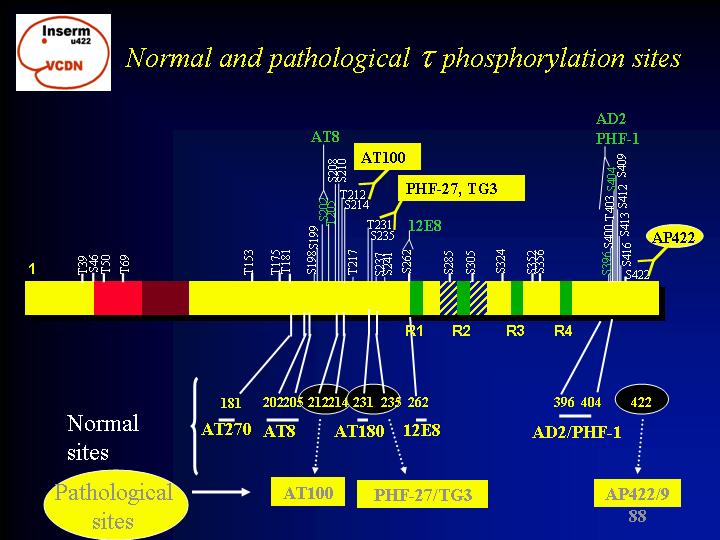 Inserm
u422
VCDN
Normal and pathological τ phosphorylation sites
AD2
PHF-1
AT8
AT100
PHF-27, TG3
12E8
AP422
1
T39
S46
T50
T69
T153
T175
T181
S198
S199
S202
T205
S208
S210
T212
S214
T217
T231
S235
S237
S241
S262
S285
S305
S324
S352
S356
S396
S400
T403
S404
S409
S412
S413
S416
S422
R1
R2
R3
R4
181 202 205 212 214 231 235 262 396 404 422
AT270 AT8 AT180 12E8 AD2/PHF-1
Normal
sites
Pathological
sites
AT100
PHF-27/TG3
AP422/9
88